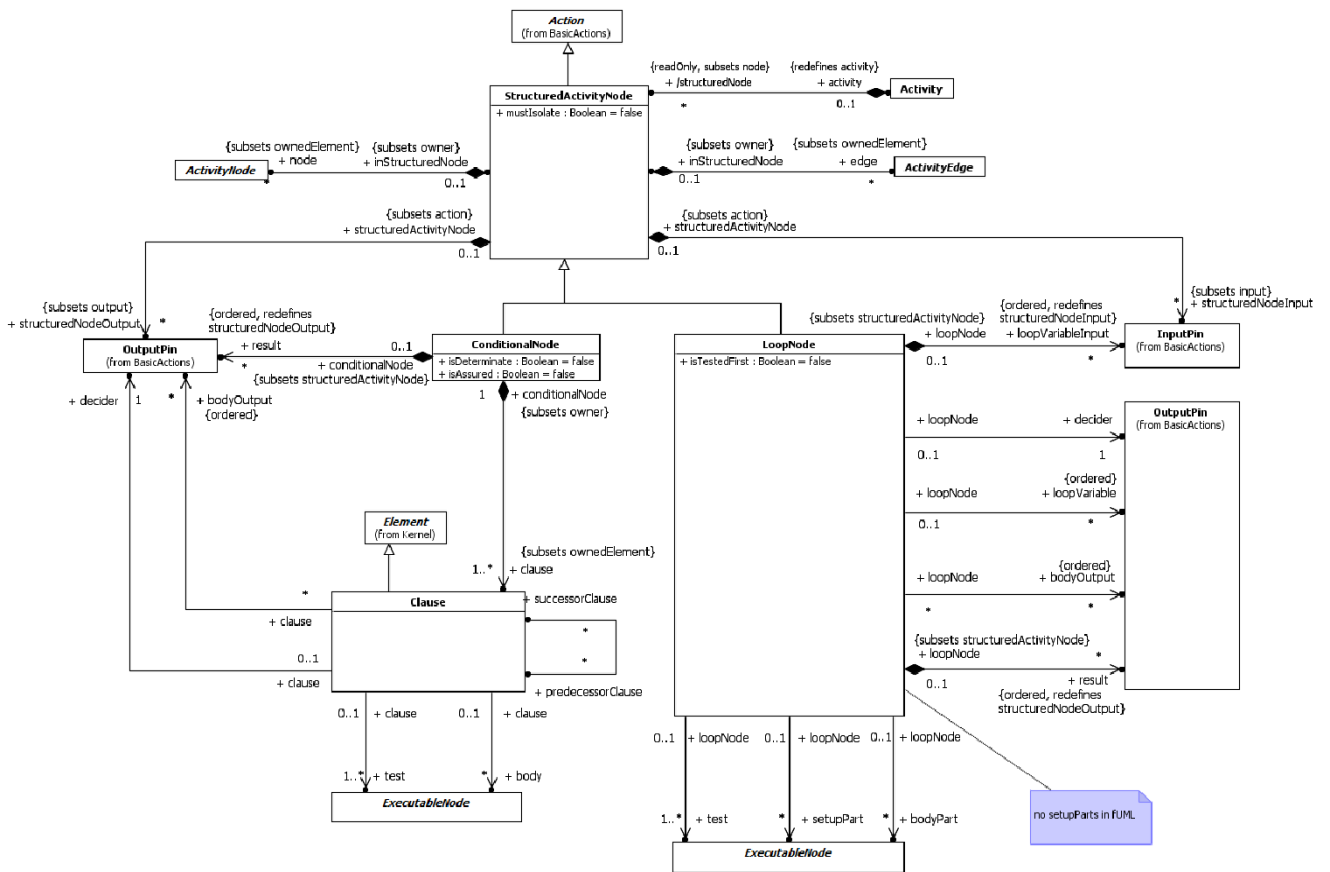 Action
(from BasicActions)
{readOnly, subsets node}
+ /structuredNode
*
{redefines activity}
+ activity
0..1
Activity
StructuredActivityNode
+ mustIsolate : Boolean = false
{subsets ownedElement}
+ node
*
{subsets owner}
+ inStructuredNode
0..1
ActivityNode
{subsets owner}
+ inStructuredNode
0..1
{subsets ownedElement}
+ edge
*
ActivityEdge
{subsets action}
+ structuredActivityNode
0..1
{subsets action}
+ structuredActivityNode
0..1
{subsets output}
+ structuredNodeOutput
*
{subsets input}
+ structuredNodeInput
*
OutputPin
(from BasicActions)
{ordered, redefines
structuredNodeOutput}
+ result
*
0..1
+ conditionalNode
{subsets structuredActivityNode}
ConditionalNode
+ isDeterminate : Boolean = false
+ isAssured : Boolean = false
LoopNode
+ isTestedFirst : Boolean = false
{subsets structuredActivityNode}
+ loopNode
0..1
{ordered, redefines
structuredNodeInput}
+ loopVariableInput
*
InputPin
(from BasicActions)
+ decider
1
*
+ bodyOutput
{ordered}
1
+ conditionalNode
{subsets owner}
OutputPin
(from BasicActions)
+ loopNode
0..1
+ decider
1
+ loopNode
0..1
{ordered}
+ loopVariable
*
+ loopNode
*
{ordered}
+ bodyOutput
*
{subsets structuredActivityNode}
+ loopNode
0..1
*
+ result
{ordered, redefines
structuredNodeOutput}
Element
(from Kernel)
{subsets ownedElement}
1..*
+ clause
Clause
+ successorClause
*
*
+ predecessorClause
*
+ clause
0..1
+ clause
0..1
+ clause
0..1
+ clause
1..*
+ test
*
+ body
ExecutableNode
0..1
+ loopNode
0..1
+ loopNode
0..1
+ loopNode
1..*
+ test
*
+ setupPart
*
+ bodyPart
ExecutableNode
no setupParts in fUML